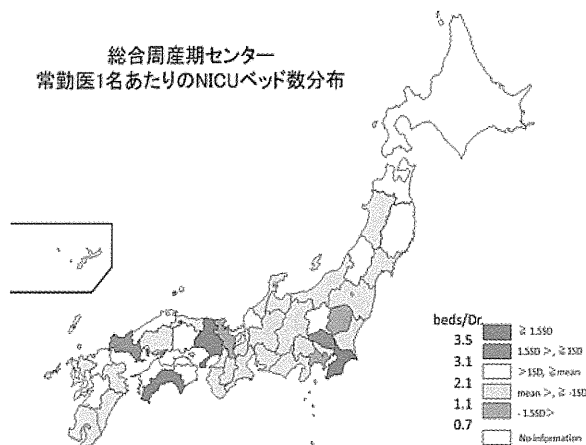 総合周産期センター
常勤医1名あたりのNICUベッド数分布
beds/Dr.
3.5
3.1
2.1
1.1
0.7
≧ 1.5SD
1.5SD >, ≧ 1SD
> 1SD, ≧mean
mean >, ≧ -1SD
- 1.5SD>
No information